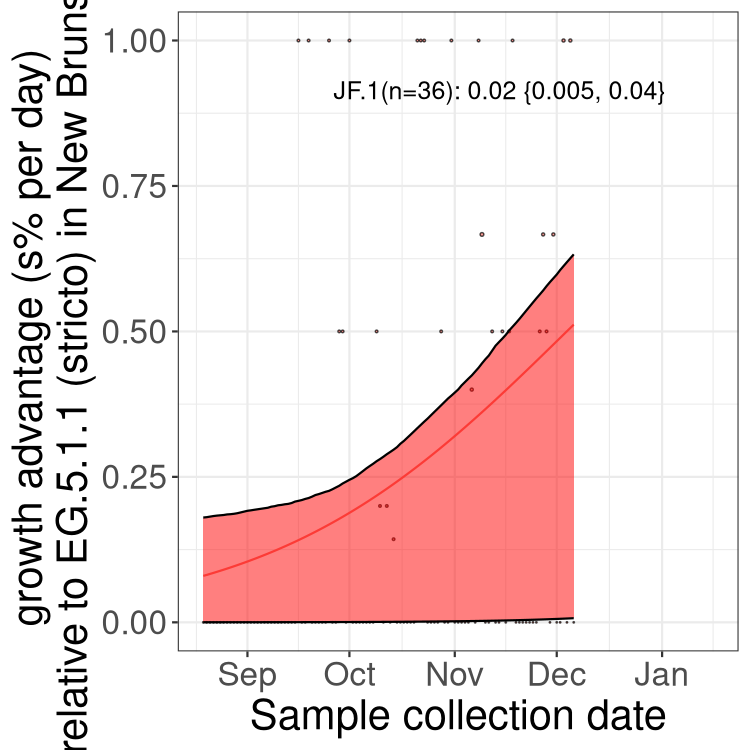 growth advantage (s% per day)
relative to EG.5.1.1 (stricto) in New Bruns
1.00
0.75
0.50
0.25
0.00
JF.1(n=36): 0.02 {0.005, 0.04}
Sep Oct Nov Dec Jan
Sample collection date